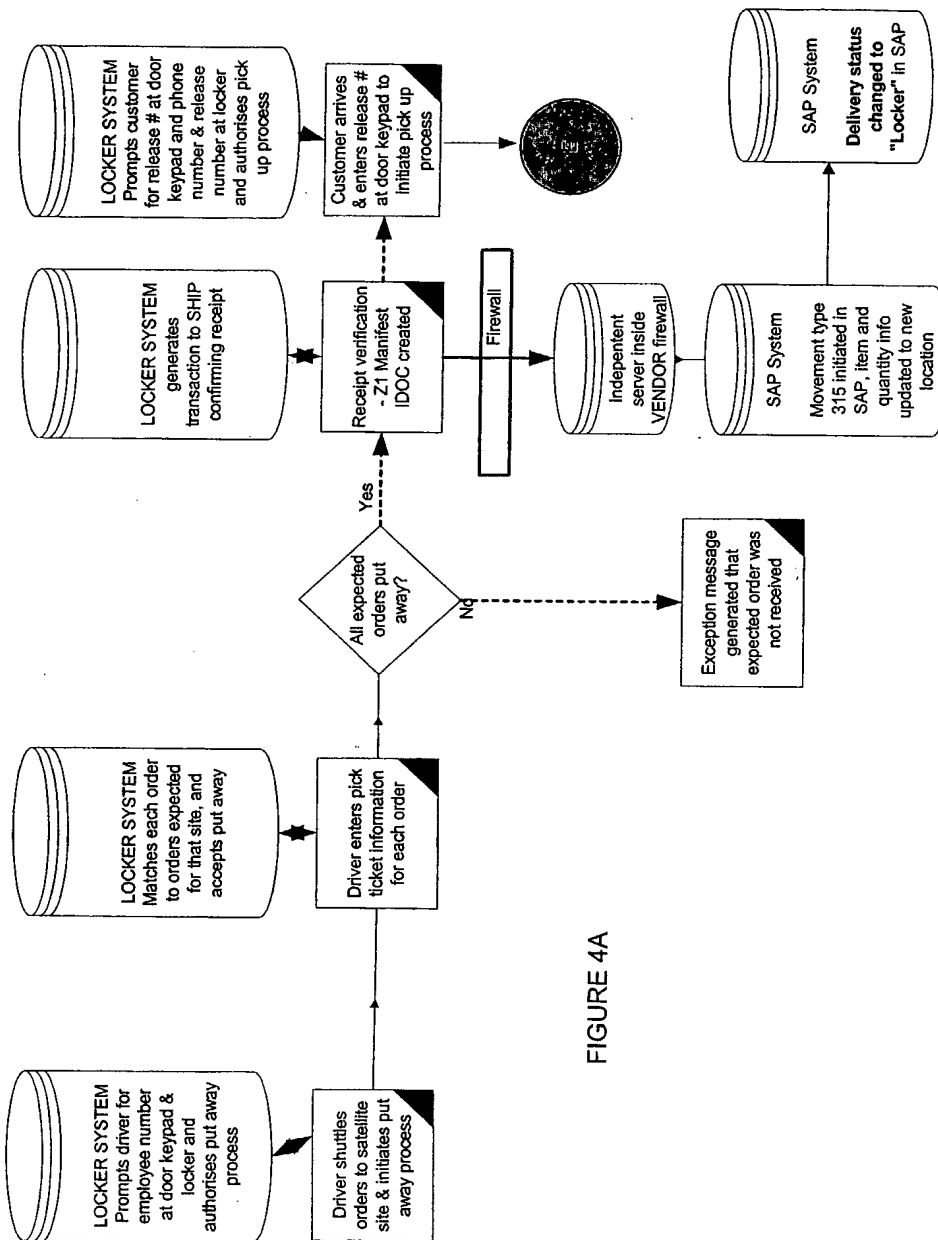 LOCKER SYSTEM
Prompts driver for
employee number
at door keypad &
locker and
authorises put away
process
Driver shuttles
orders to satellite
site & initiates put
away process
LOCKER SYSTEM
Matches each order
to orders expected
for that site, and
accepts put away
Driver enters pick
ticket information
for each order
All expected
orders put
away?
Yes
No
Exception message
generated that
expected order was
not received
LOCKER SYSTEM
generates
transaction to SHIP
confirming receipt
Receipt verification
- Z1 Manifest
IDOC created
Firewall
Indepentent
server inside
VENDOR firewall
SAP System
Movement type
315 initiated in
SAP, item and
quantity info
updated to new
location
SAP System
Delivery status
changed to
"Locker" in SAP
LOCKER SYSTEM
Prompts customer
for release # at door
keypad and phone
number & release
number at locker
and authorises pick
up process
Customer arrives
& enters release #
at door keypad to
initiate pick up
process
FIGURE 4A